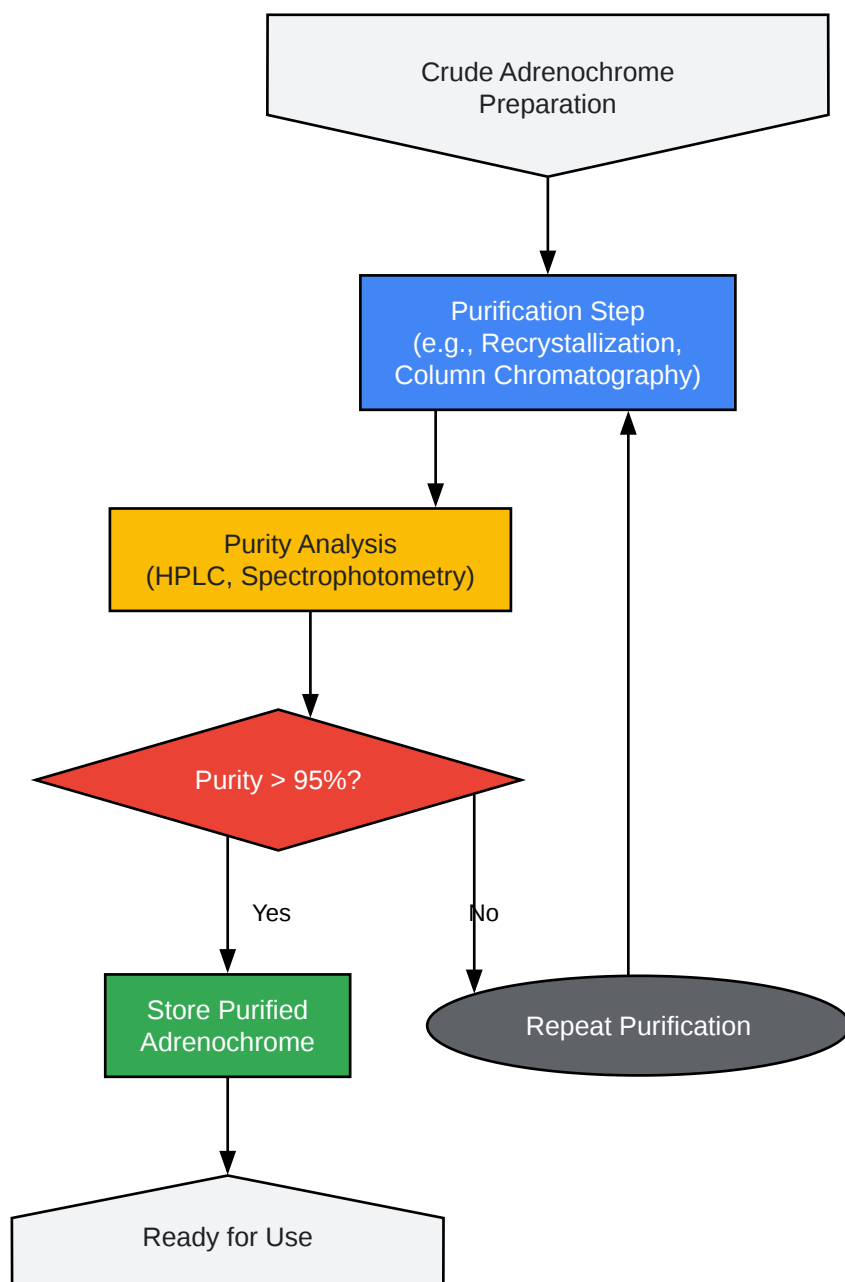 Crude Adrenochrome
Preparation
Purification Step
(e.g., Recrystallization,
Column Chromatography)
Purity Analysis
(HPLC, Spectrophotometry)
Purity > 95%?
Yes
No
Store Purified
Adrenochrome
Repeat Purification
Ready for Use